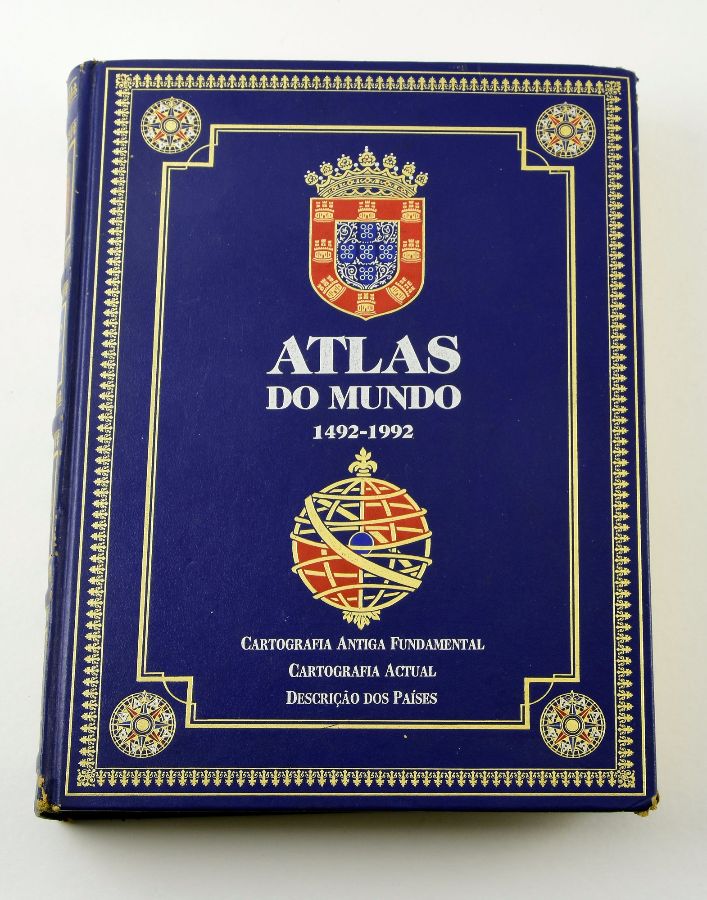 ATLAS
DO MUNDO
1492-1992
CARTOGRAFIA ANTIGA FUNDAMENTAL
CARTOGRAFIA ACTUAL
DESCRIÇÃO DOS PAÍSES